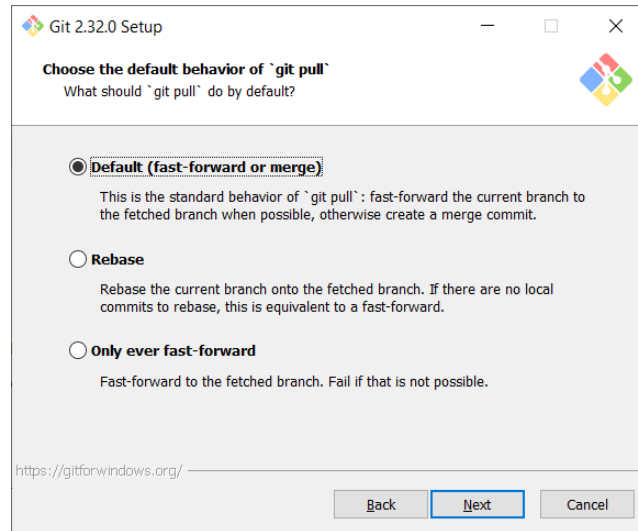 Git 2.32.0 Setup
Choose the default behavior of `git pull`
What should `git pull` do by default?
Default (fast-forward or merge)
This is the standard behavior of `git pull`: fast-forward the current branch to
the fetched branch when possible, otherwise create a merge commit.
Rebase
Rebase the current branch onto the fetched branch. If there are no local
commits to rebase, this is equivalent to a fast-forward.
Only ever fast-forward
Fast-forward to the fetched branch. Fail if that is not possible.
https://gitforwindows.org/
Back Next Cancel